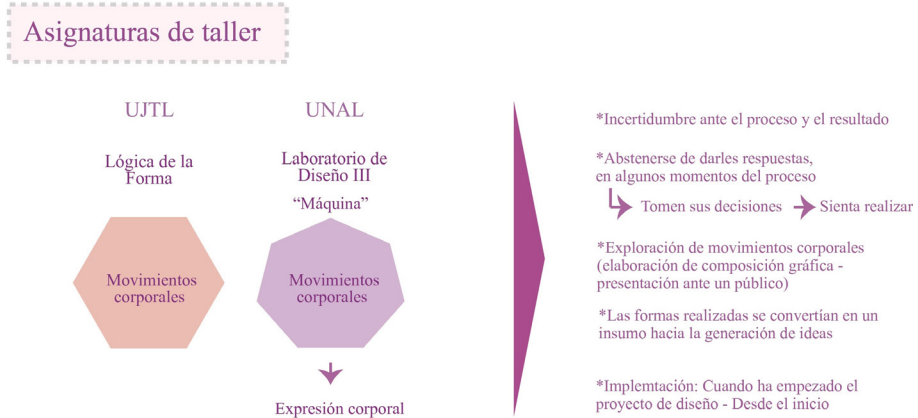 Asignaturas de taller
UJTL
Lógica de la
Forma
Movimientos
corporales
UNAL
Laboratorio de
Diseño III
“Máquina”
Movimientos
corporales
Expresión corporal
*Incertidumbre ante el proceso y el resultado
*Abstenerse de darles respuestas,
en algunos momentos del proceso
Tomen sus decisiones
Sienta realizar
*Exploración de movimientos corporales
(elaboración de composición gráfica -
presentación ante un público)
*Las formas realizadas se convertían en un
insumo hacia la generación de ideas
*Implemtación: Cuando ha empezado el
proyecto de diseño - Desde el inicio